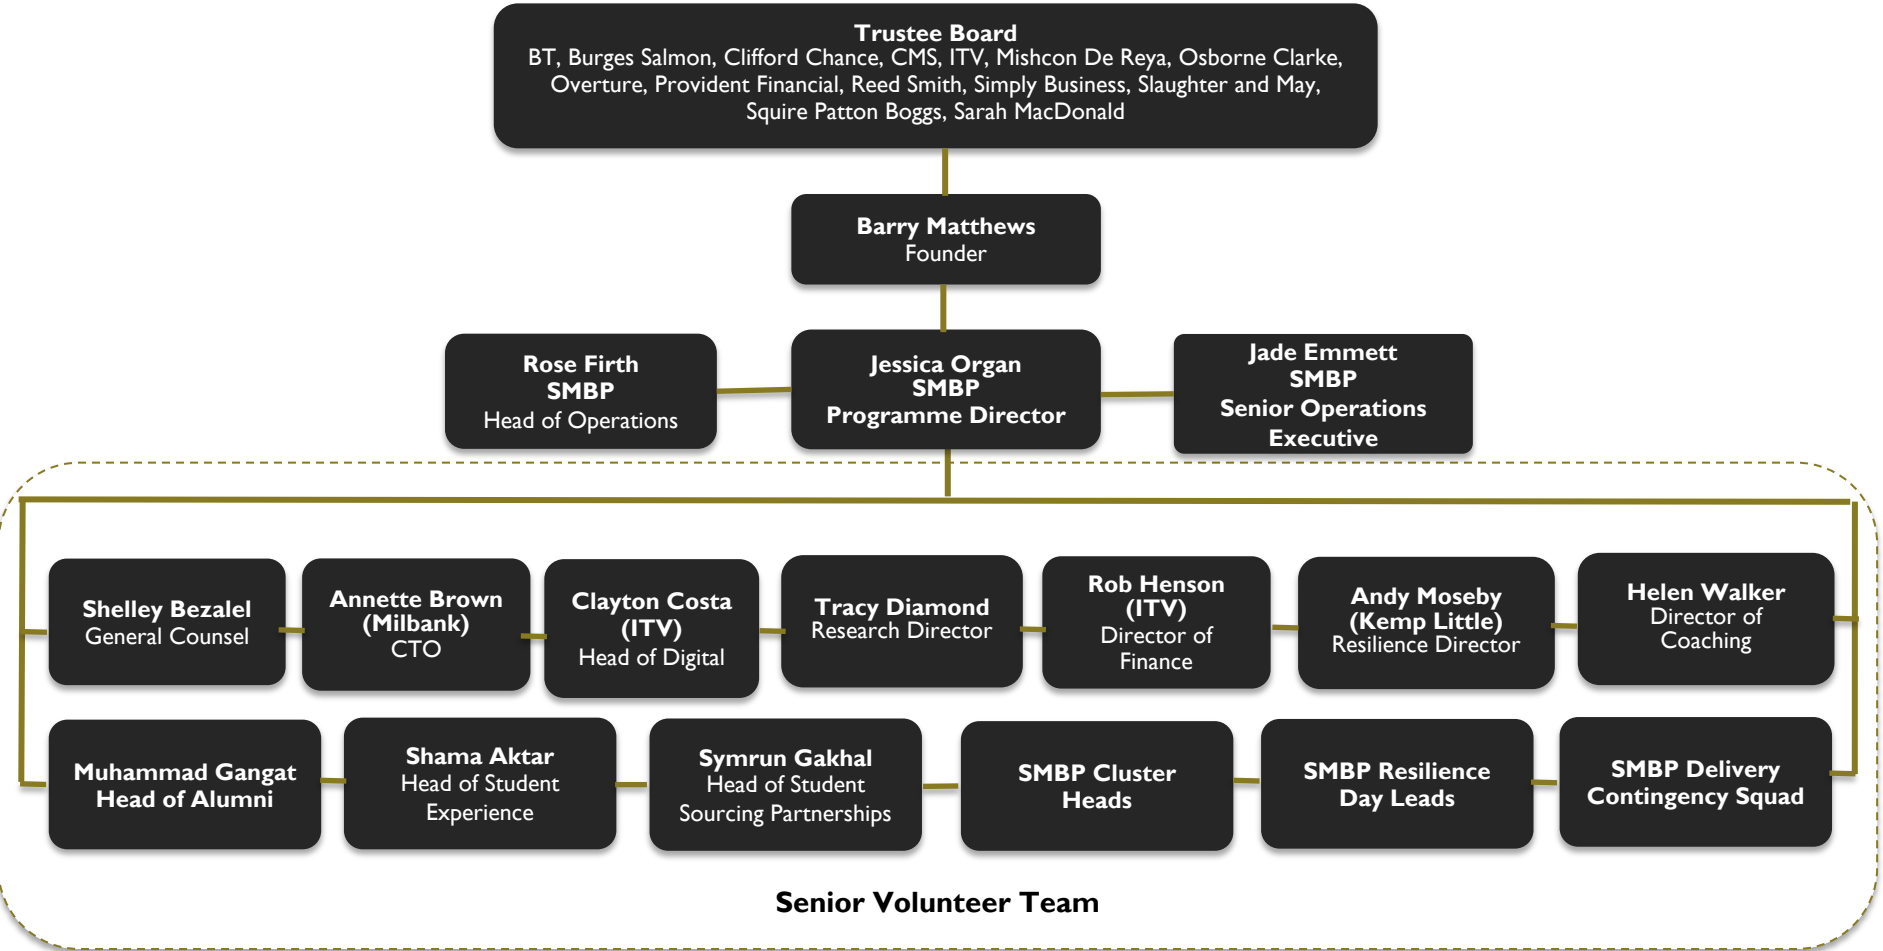 Trustee Board
BT, Burges Salmon, Clifford Chance, CMS, ITV, Mishcon De Reya, Osborne Clarke,
Overture, Provident Financial, Reed Smith, Simply Business, Slaughter and May,
Squire Patton Boggs, Sarah MacDonald
Barry Matthews
Founder
Rose Firth
SMBP
Head of Operations
Jessica Organ
SMBP
Programme Director
Jade Emmett
SMBP
Senior Operations
Executive
Shelley Bezalel
General Counsel
Annette Brown
(Milbank)
CTO
Clayton Costa
(ITV)
Head of Digital
Tracy Diamond
Research Director
Rob Henson
(ITV)
Director of
Finance
Andy Moseby
(Kemp Little)
Resilience Director
Helen Walker
Director of
Coaching
Muhammad Gangat
Head of Alumni
Shama Aktar
Head of Student
Experience
Symrun Gakhal
Head of Student
Sourcing Partnerships
SMBP Cluster
Heads
SMBP Resilience
Day Leads
SMBP Delivery
Contingency Squad
Senior Volunteer Team